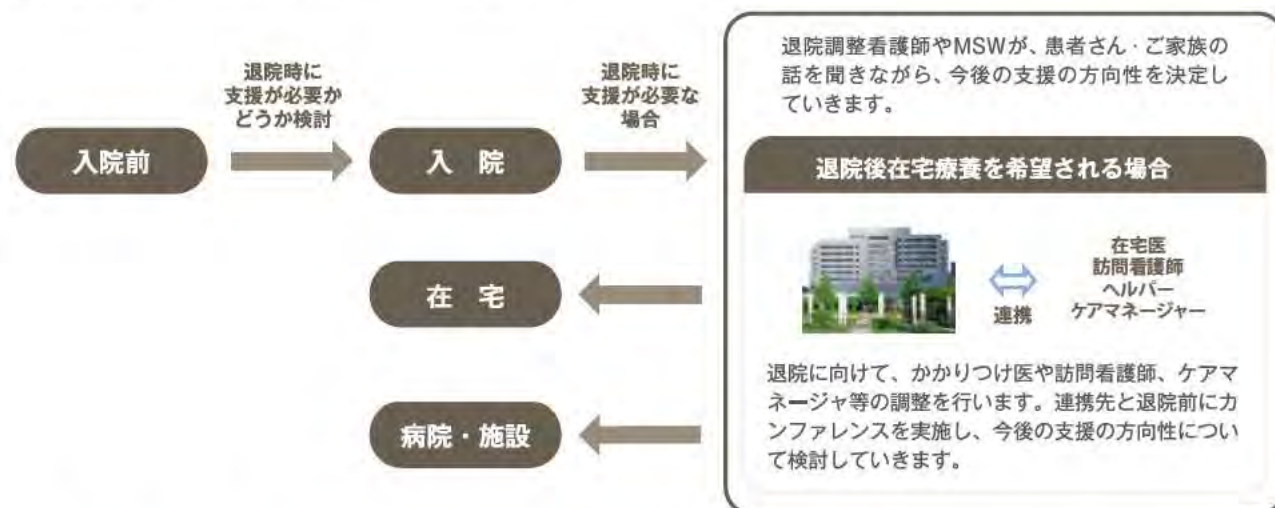 入院前
退院時に
支援が必要か
どうか検討
入 院
退院時に
支援が必要な
場合
退院調整看護師やMSWが、患者さん・ご家族の
話を聞きながら、今後の支援の方向性を決定し
ていきます。
退院後在宅療養を希望される場合
連携
在宅医
訪問看護師
ヘルパー
ケアマネージャー
退院に向けて、かかりつけ医や訪問看護師、ケアマ
ネージャ等の調整を行います。連携先と退院前にカ
ンファレンスを実施し、今後の支援の方向性につい
て検討していきます。
在 宅
病院・施設